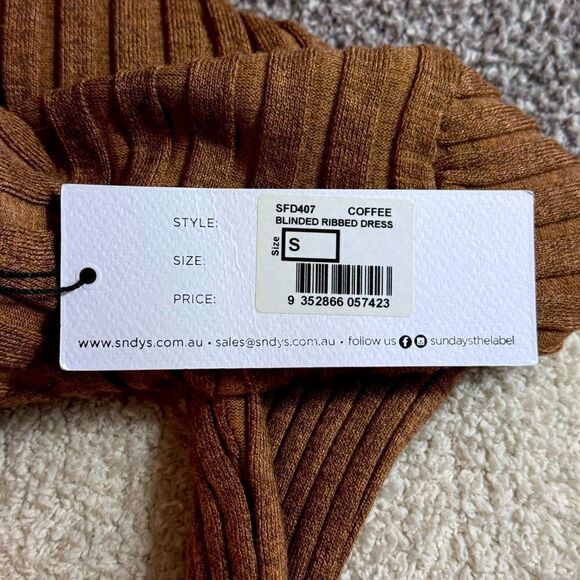 STYLE:
SIZE:
PRICE:
SFD407 COFFEE
BLINDED RIBBED DRESS
Size
S
9 352866 057423
www.sndys.com.au • sales@sndys.com.au • follow us sundaysthelabel